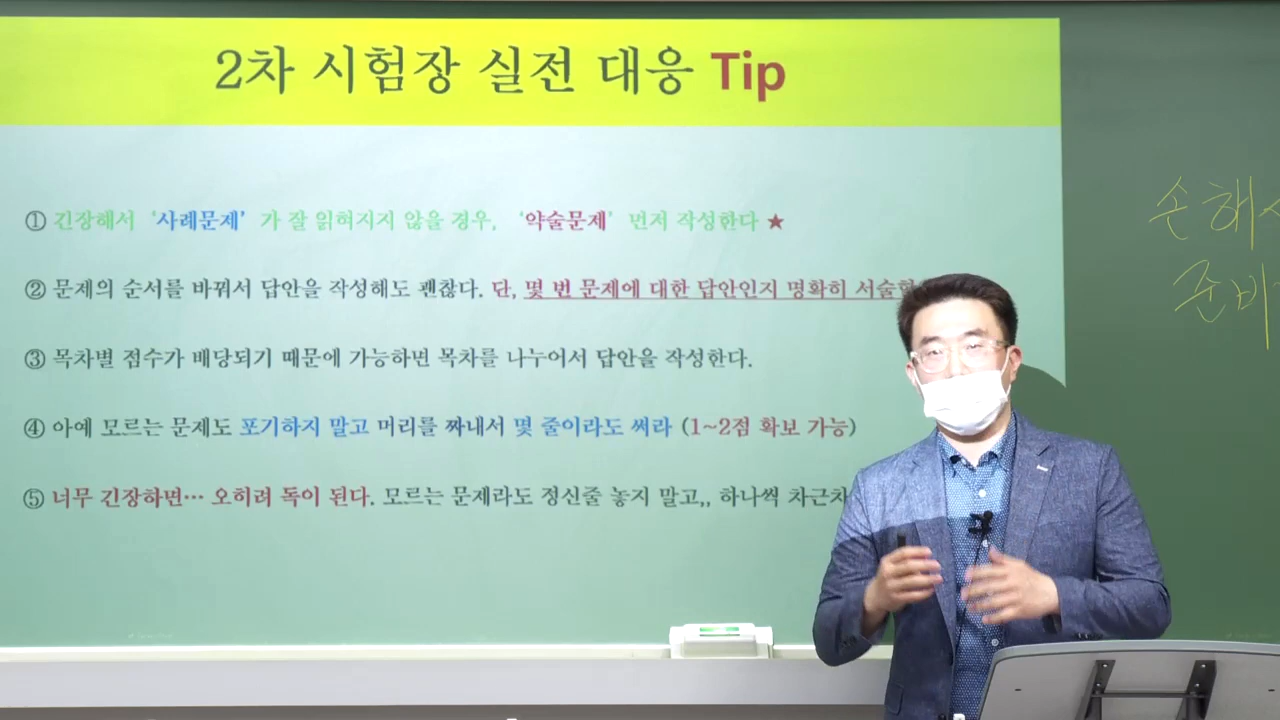 2차 시험장 실전 대응 Tip
① 긴장해서 ‘사례문제’ 가 잘 읽혀지지 않을 경우, ‘약술문제’ 먼저 작성한다 ★
② 문제의 순서를 바꿔서 답안을 작성해도 괜찮다. 단, 몇 번 문제에 대한 답안인지 명확히
③ 목차별 점수가 배당되기 때문에 가능하면 목차를 나누어서 답안을 작성한다.
④ 아예 모르는 문제도 포기하지 말고 머리를 짜내서 몇 줄이라도 써라 (1~2점 확보 가능)
⑤ 너무 긴장하면… 오히려 독이 된다. 모르는 문제라도 정신줄 놓지 말고,, 하나씩
손해
준비